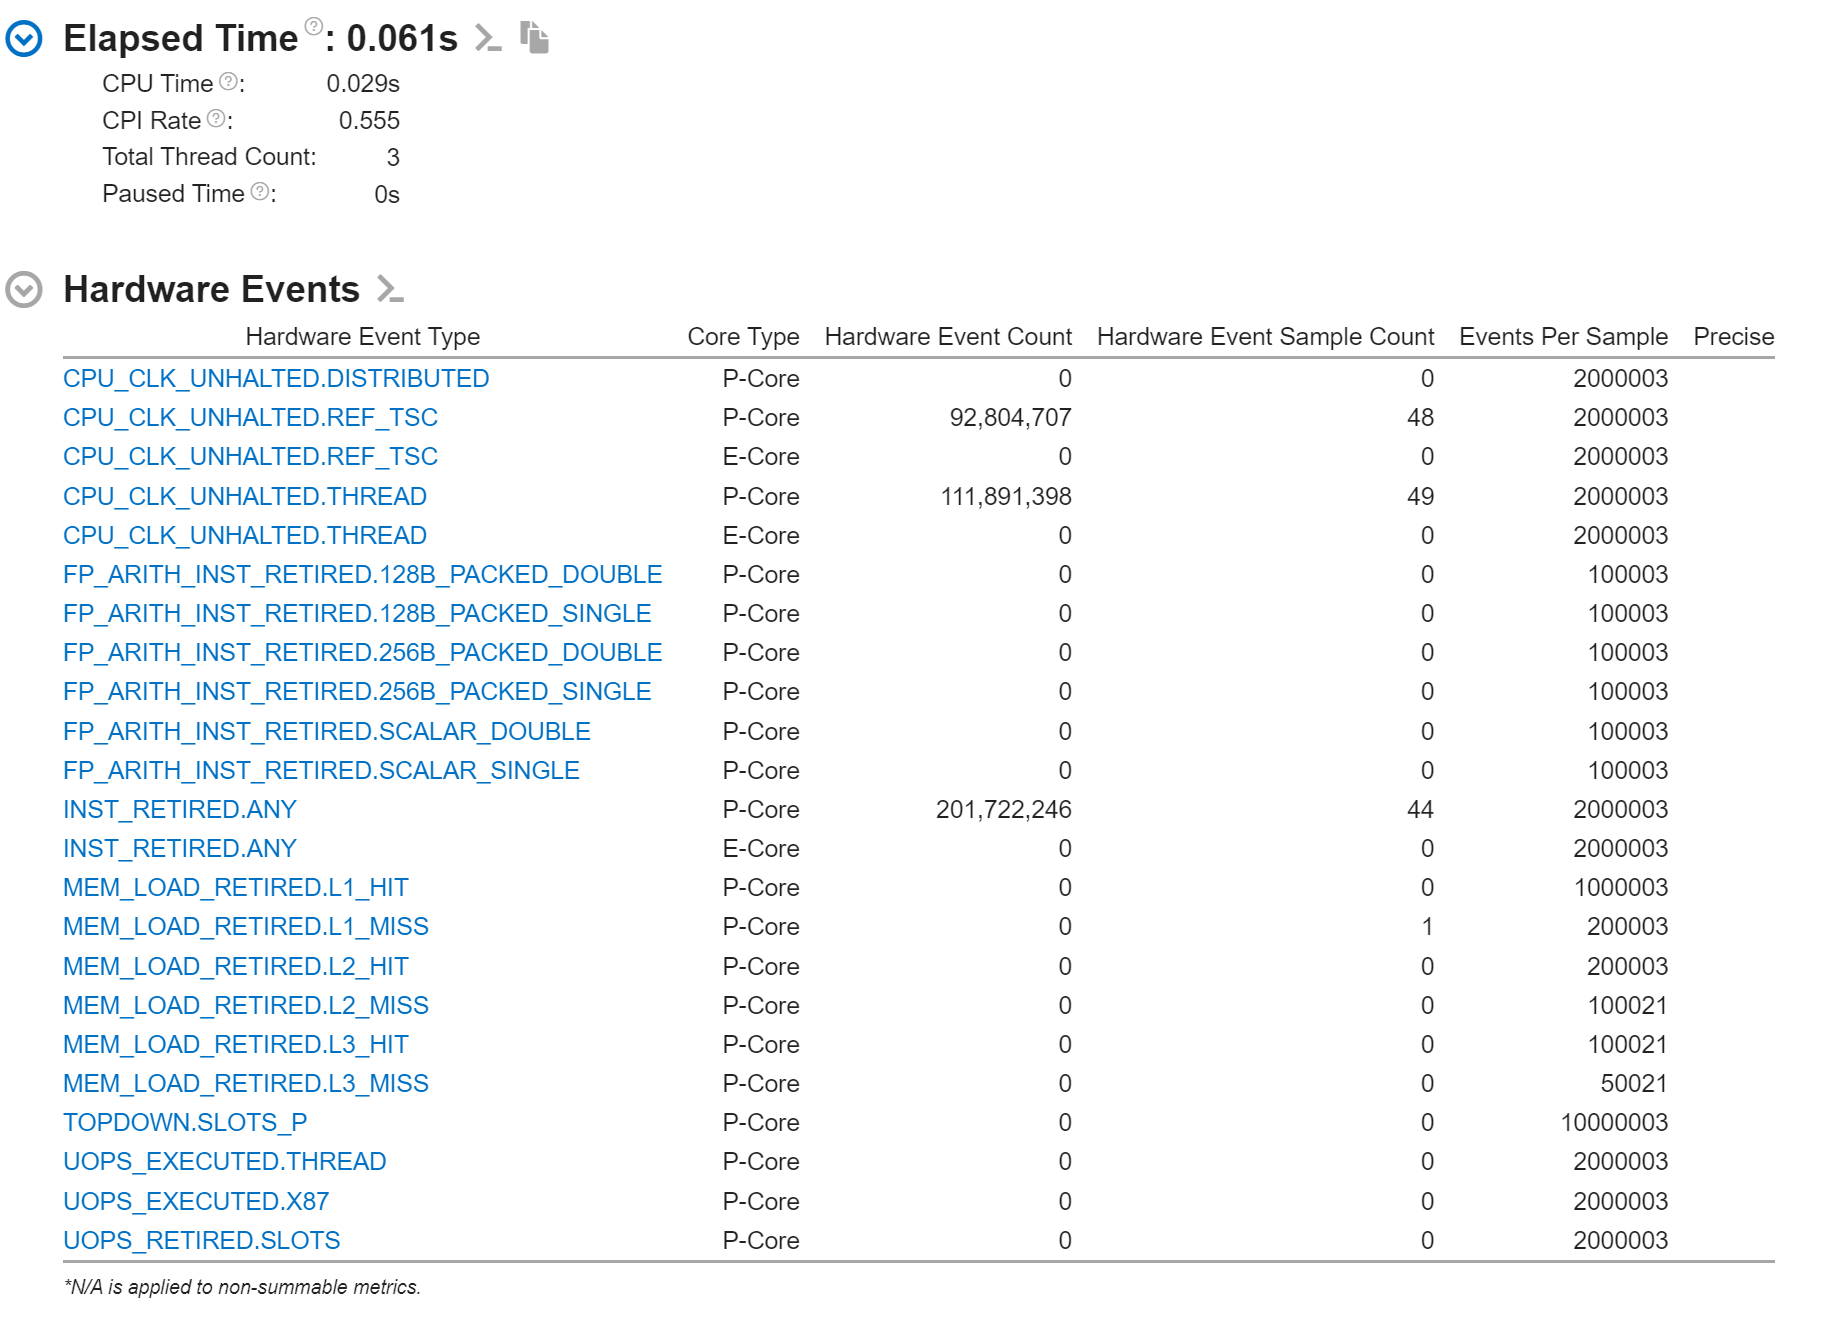 Elapsed Time ? : 0.061s
CPU Time ? : 0.029s
CPI Rate ? : 0.555
Total Thread Count: 3
Paused Time ? : 0s
Hardware Events
Hardware Event Type Core Type Hardware Event Count Hardware Event Sample Count Events Per Sample Precise
CPU_CLK_UNHALTED.DISTRIBUTED P-Core 0 0 2000003
CPU_CLK_UNHALTED.REF_TSC P-Core 92,804,707 48 2000003
CPU_CLK_UNHALTED.REF_TSC E-Core 0 0 2000003
CPU_CLK_UNHALTED.THREAD P-Core 111,891,398 49 2000003
CPU_CLK_UNHALTED.THREAD E-Core 0 0 2000003
FP_ARITH_INST_RETIRED.128B_PACKED_DOUBLE P-Core 0 0 100003
FP_ARITH_INST_RETIRED.128B_PACKED_SINGLE P-Core 0 0 100003
FP_ARITH_INST_RETIRED.256B_PACKED_DOUBLE P-Core 0 0 100003
FP_ARITH_INST_RETIRED.256B_PACKED_SINGLE P-Core 0 0 100003
FP_ARITH_INST_RETIRED.SCALAR_DOUBLE P-Core 0 0 100003
FP_ARITH_INST_RETIRED.SCALAR_SINGLE P-Core 0 0 100003
INST_RETIRED.ANY P-Core 201,722,246 44 2000003
INST_RETIRED.ANY E-Core 0 0 2000003
MEM_LOAD_RETIRED.L1_HIT P-Core 0 0 1000003
MEM_LOAD_RETIRED.L1_MISS P-Core 0 1 200003
MEM_LOAD_RETIRED.L2_HIT P-Core 0 0 200003
MEM_LOAD_RETIRED.L2_MISS P-Core 0 0 100021
MEM_LOAD_RETIRED.L3_HIT P-Core 0 0 100021
MEM_LOAD_RETIRED.L3_MISS P-Core 0 0 50021
TOPDOWN.SLOTS_P P-Core 0 0 10000003
UOPS_EXECUTED.THREAD P-Core 0 0 2000003
UOPS_EXECUTED.X87 P-Core 0 0 2000003
UOPS_RETIRED.SLOTS P-Core 0 0 2000003
*N/A is applied to non-summable metrics.